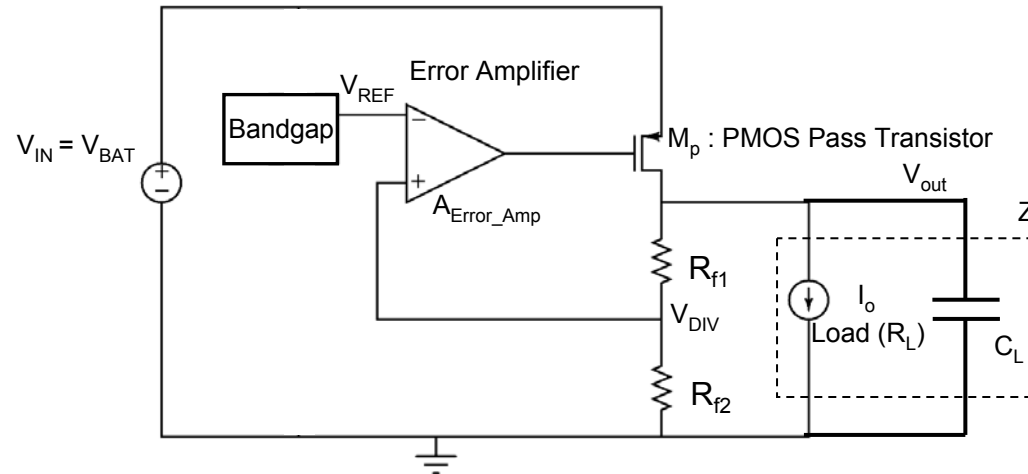 Error Amplifier
V_REF
Bandgap
−
+
A_Error_Amp
V_IN = V_BAT
+
−
M_p : PMOS Pass Transistor
V_out
Z
R_f1
V_DIV
I_o
Load (R_L)
C_L
R_f2